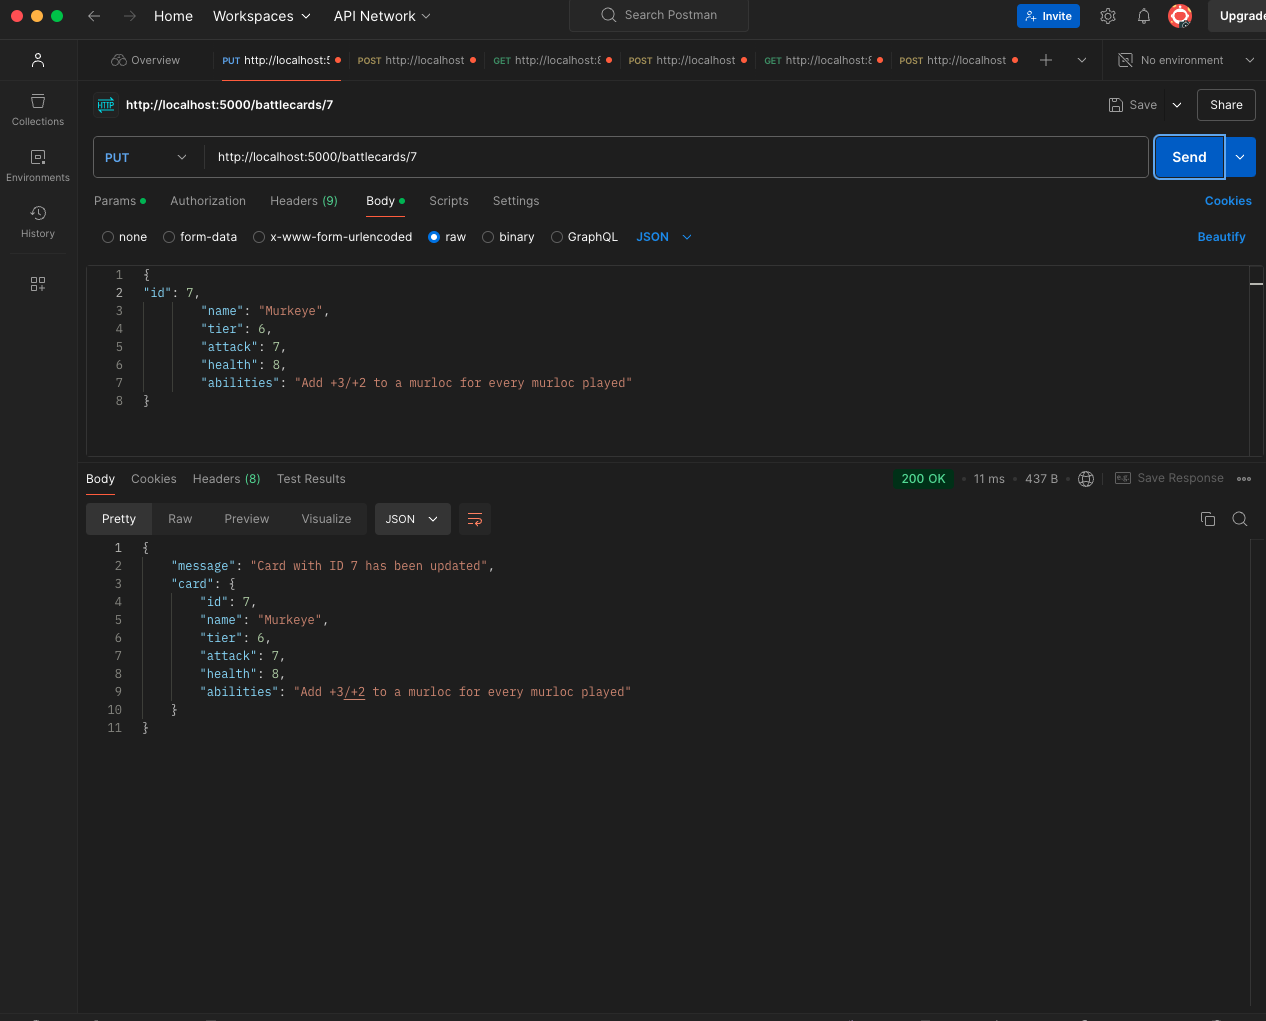 Home Workspaces API Network Search Postman Invite Upgrade
Overview PUT http://localhost:5 POST http://localhost GET http://localhost:8 POST http://localhost GET http://localhost:8 POST http://localhost No environment
HTTP http://localhost:5000/battlecards/7 Save Share
Collections
PUT http://localhost:5000/battlecards/7 Send
Environments
Params Authorization Headers (9) Body Scripts Settings Cookies
History
none form-data x-www-form-urlencoded raw binary GraphQL JSON Beautify
1 {
2 "id": 7,
3 "name": "Murkeye",
4 "tier": 6,
5 "attack": 7,
6 "health": 8,
7 "abilities": "Add +3/+2 to a murloc for every murloc played"
8 }
Body Cookies Headers (8) Test Results 200 OK 11 ms 437 B Save Response
Pretty Raw Preview Visualize JSON
1 {
2 "message": "Card with ID 7 has been updated",
3 "card": {
4 "id": 7,
5 "name": "Murkeye",
6 "tier": 6,
7 "attack": 7,
8 "health": 8,
9 "abilities": "Add +3/+2 to a murloc for every murloc played"
10 }
11 }